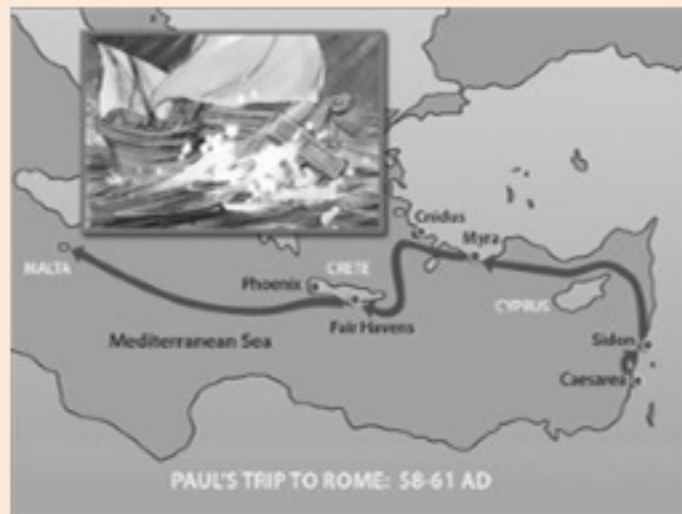 Cnidus
Myra
MALTA
CRETE
Phoenix
CYPRUS
Fair Havens
Mediterranean Sea
Sidon
Caesarea
PAUL'S TRIP TO ROME: 58-61 AD